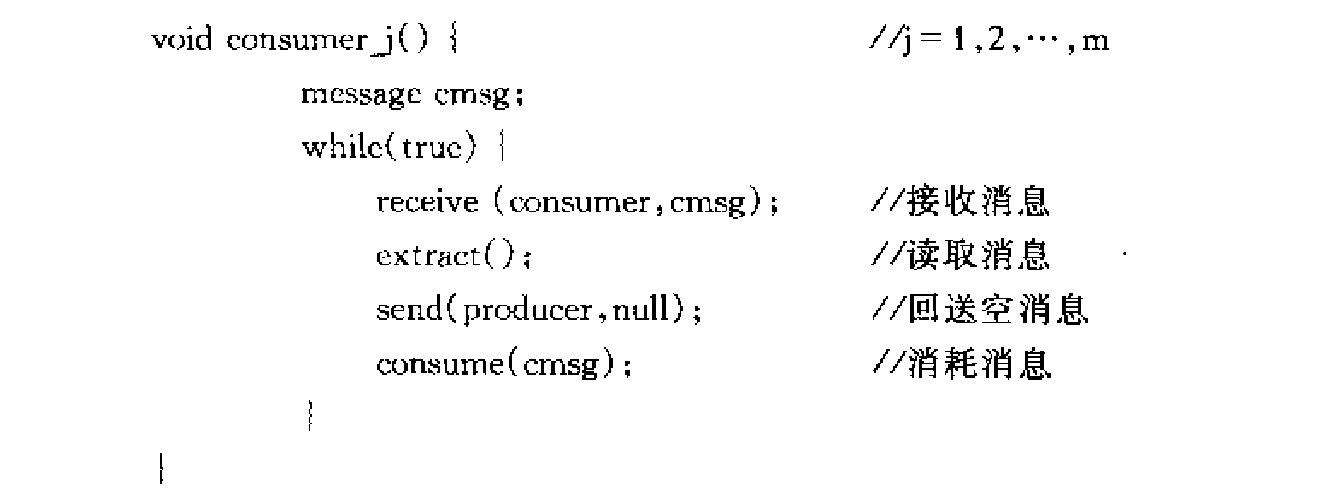 void consumer_j() {	//j=1,2,…,m
message cmsg;
while(true) {
receive (consumer,cmsg);	//接收消息
extract();	//读取消息
send(producer,null);	//回送空消息
consume(cmsg);	//消耗消息
}
}